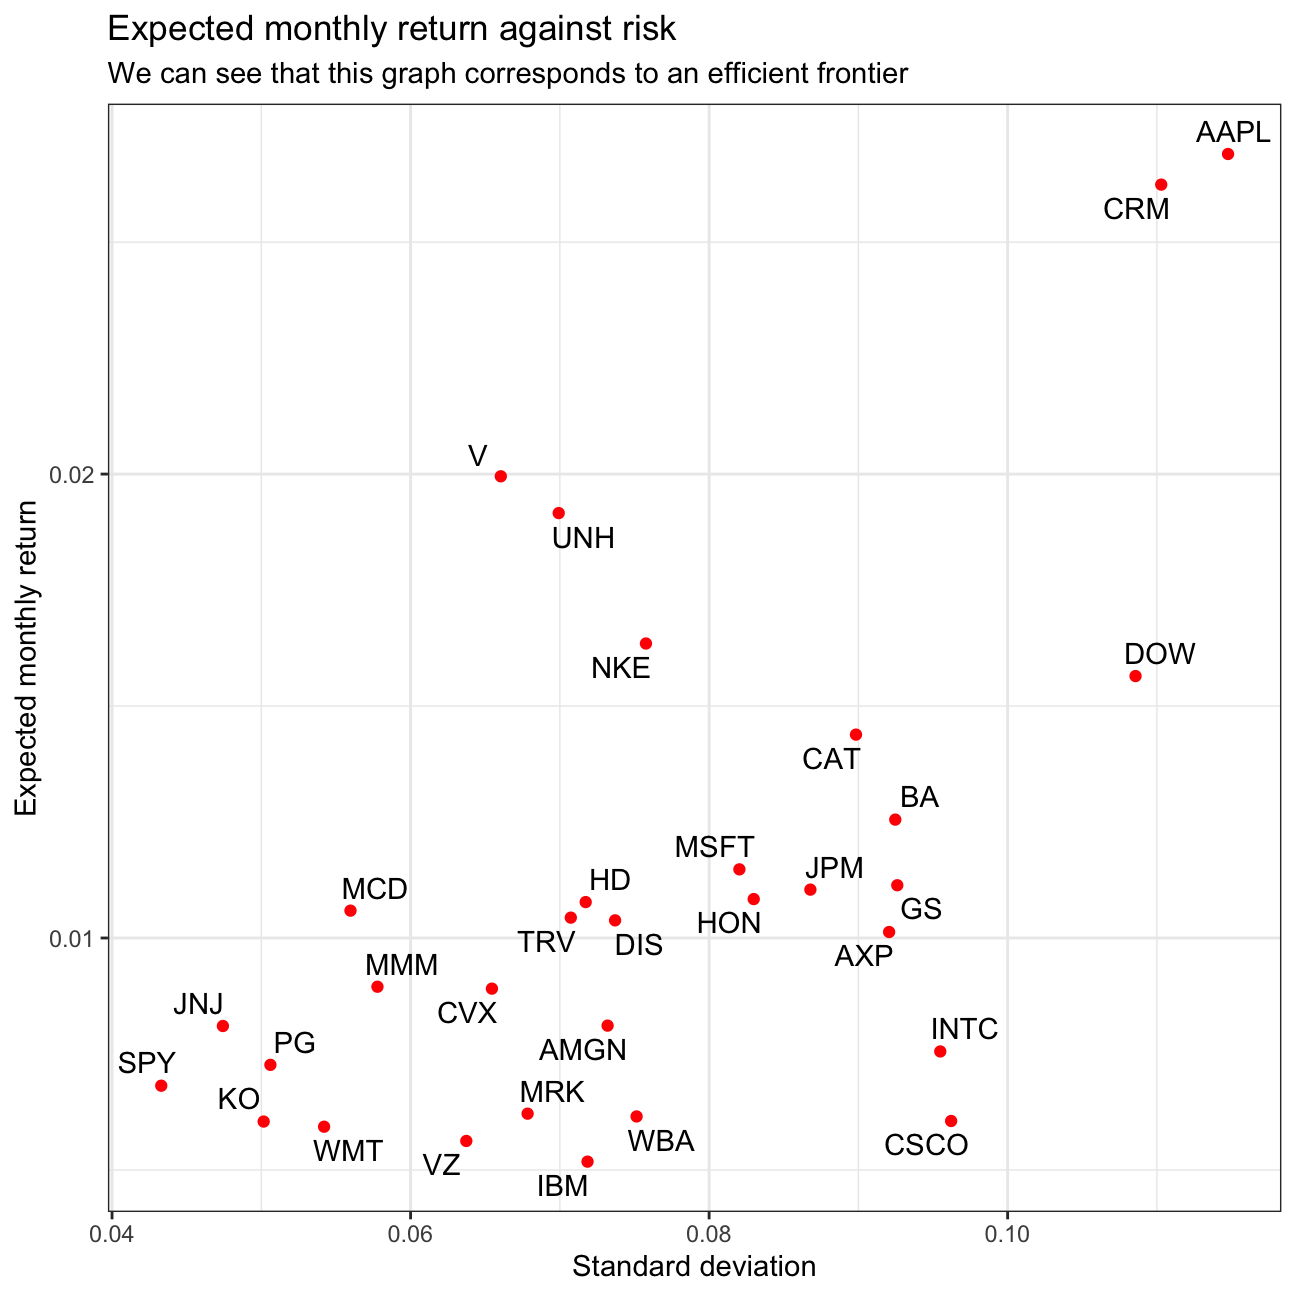 Expected monthly return against risk
We can see that this graph corresponds to an efficient frontier
AAPL
CRM
V
0.02
UNH
Expected monthly return
NKE
DOW
CAT
BA
MSFT
JPM
HD
MCD
GS
HON
0.01
TRV
DIS
AXP
MMM
JNJ
CVX
INTC
PG
AMGN
SPY
MRK
KO
WBA
CSCO
WMT
VZ
IBM
0.04
0.06
0.08
0.10
Standard deviation